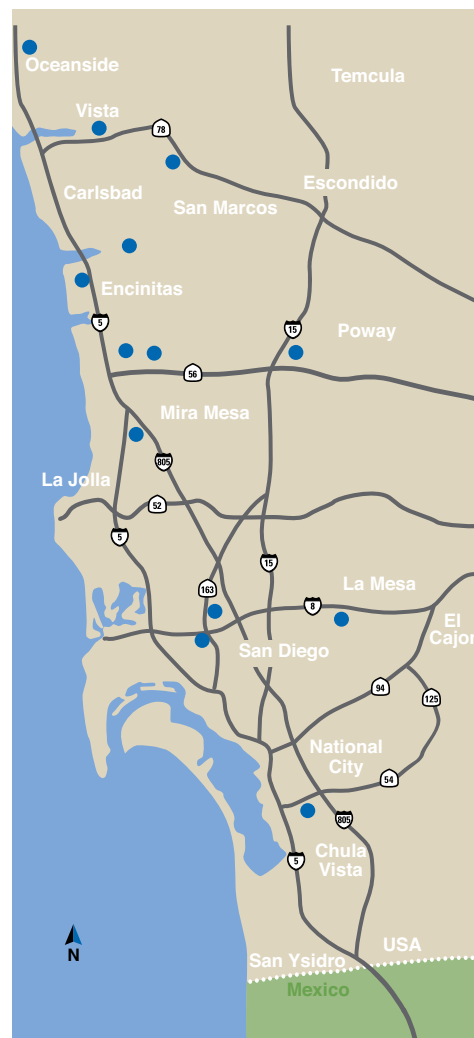 Oceanside
Temcula
Vista
78
Escondido
Carlsbad
San Marcos
Encinitas
5
15
Poway
56
Mira Mesa
805
La Jolla
52
5
15
163
La Mesa
8
El
Cajon
San Diego
94
125
National
City
54
805
Chula
Vista
5
N
USA
San Ysidro
Mexico